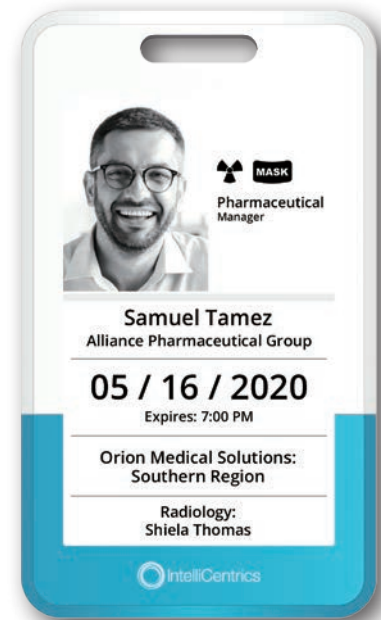 MASK
Pharmaceutical
Manager
Samuel Tamez
Alliance Pharmaceutical Group
05 / 16 / 2020
Expires: 7:00 PM
Orion Medical Solutions:
Southern Region
Radiology:
Shiela Thomas
IntelliCentrics